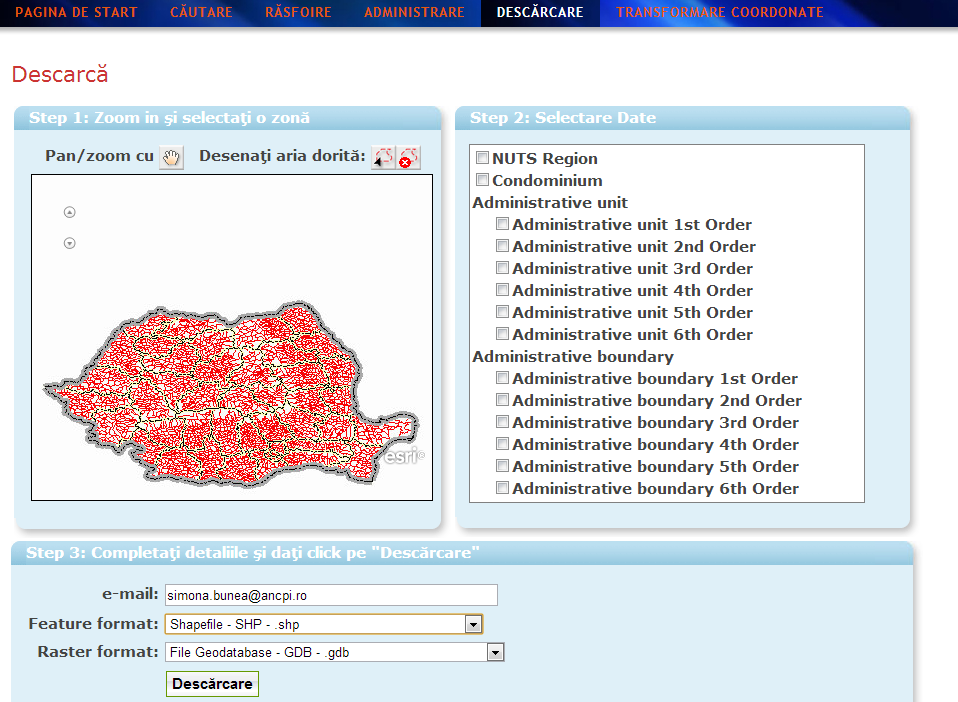 PAGINA DE START CĂUTARE RĂSFOIRE ADMINISTRARE DESCĂRCARE TRANSFORMARE COORDONATE
Descarcă
Step 1: Zoom in şi selectaţi o zonă
Pan/zoom cu Desenaţi aria dorită:
esri
Step 2: Selectare Date
NUTS Region
Condominium
Administrative unit
Administrative unit 1st Order
Administrative unit 2nd Order
Administrative unit 3rd Order
Administrative unit 4th Order
Administrative unit 5th Order
Administrative unit 6th Order
Administrative boundary
Administrative boundary 1st Order
Administrative boundary 2nd Order
Administrative boundary 3rd Order
Administrative boundary 4th Order
Administrative boundary 5th Order
Administrative boundary 6th Order
Step 3: Completaţi detaliile şi daţi click pe "Descărcare"
e-mail: simona.bunea@ancpi.ro
Feature format: Shapefile - SHP - .shp
Raster format: File Geodatabase - GDB - .gdb
Descărcare